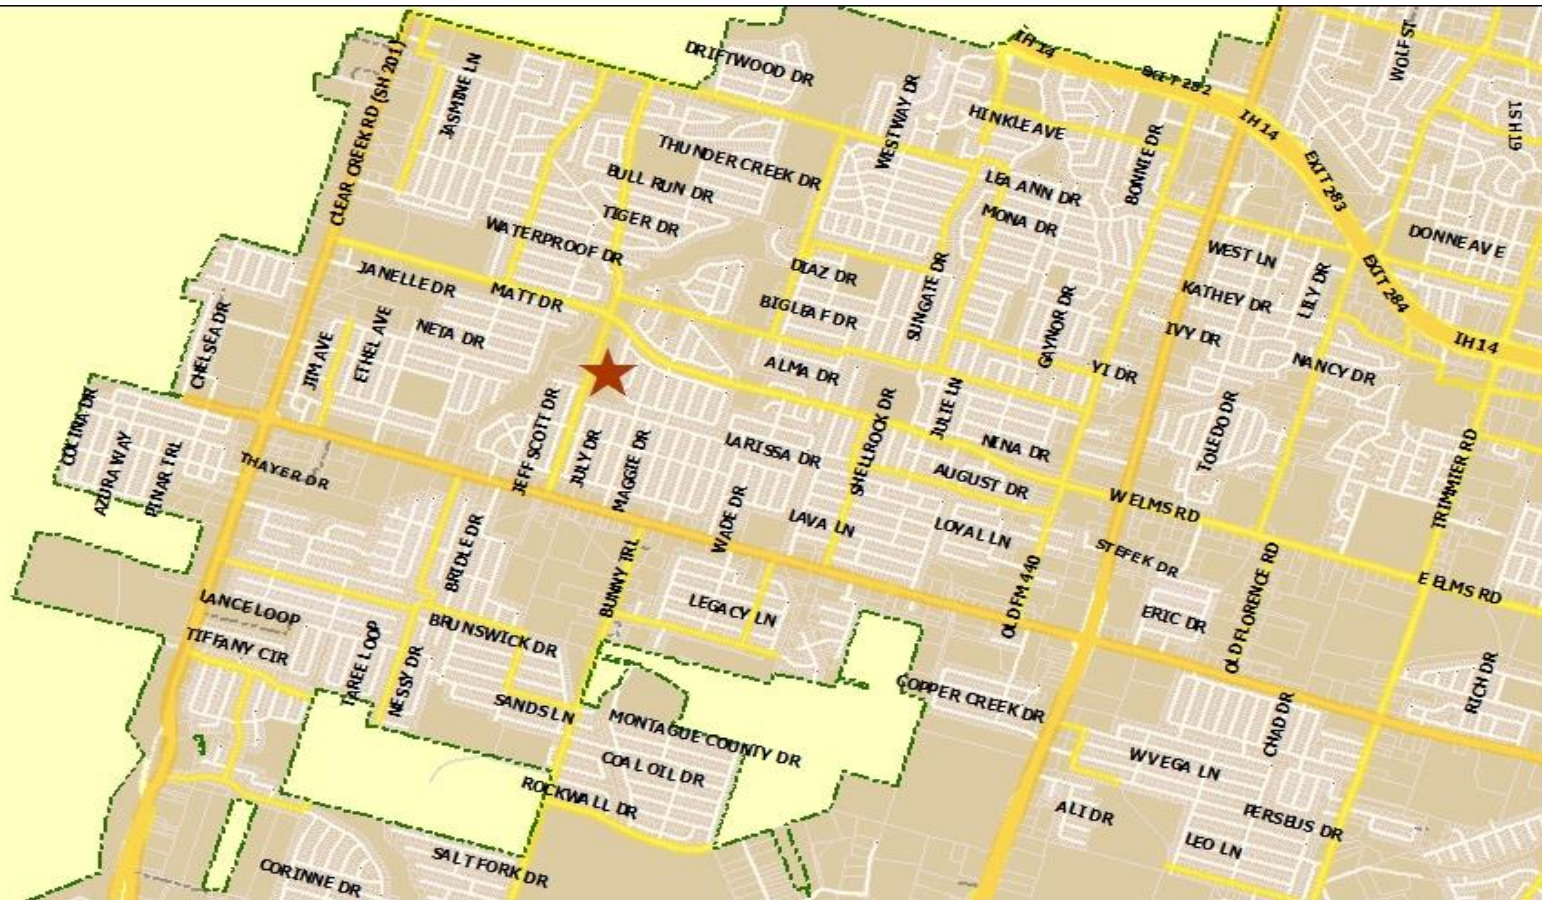 IH 14
DRIFTWOOD DR
WOLF ST
EXIT 282
JASMINE LN
CLEAR CREEK RD (SH 201)
WESTWAY DR
HINKLE AVE
IH 14
1SH19
THUNDER CREEK DR
BONNIE DR
EXIT 283
BULL RUN DR
LEA ANN DR
TIGER DR
MONA DR
WATERPROOF DR
WEST LN
DONNE AVE
JANELLE DR
DIAZ DR
SUNGATE DR
LILY DR
EXIT 284
MATT DR
BIGLEAF DR
KATHEY DR
CHELSEA DR
JIM AVE
ETHEL AVE
NETA DR
GAYNOR DR
IVY DR
IH 14
ALMA DR
YI DR
NANCY DR
COLINA DR
AZURA WAY
PINAR TRL
JEFF SCOTT DR
JULY DR
MAGGIE DR
LARISSA DR
SHELLROCK DR
JULIE LN
NINA DR
TOLEDO DR
TRIMMIER RD
THAYER DR
AUGUST DR
W ELMS RD
BRIDLE DR
WADE DR
LAVA LN
LOYAL LN
STEFEK DR
BUNNY TRL
OLD FM 440
OLD FLORENCE RD
E ELMS RD
LANCE LOOP
LEGACY LN
ERIC DR
TIFFANY CIR
TAREE LOOP
NESSY DR
BRUNSWICK DR
COPPER CREEK DR
RICH DR
SANDS LN
MONTAGUE COUNTY DR
CHAD DR
COAL OIL DR
W VEGA LN
ROCKWALL DR
ALI DR
PERSEUS DR
LEO LN
SALT FORK DR
CORINNE DR